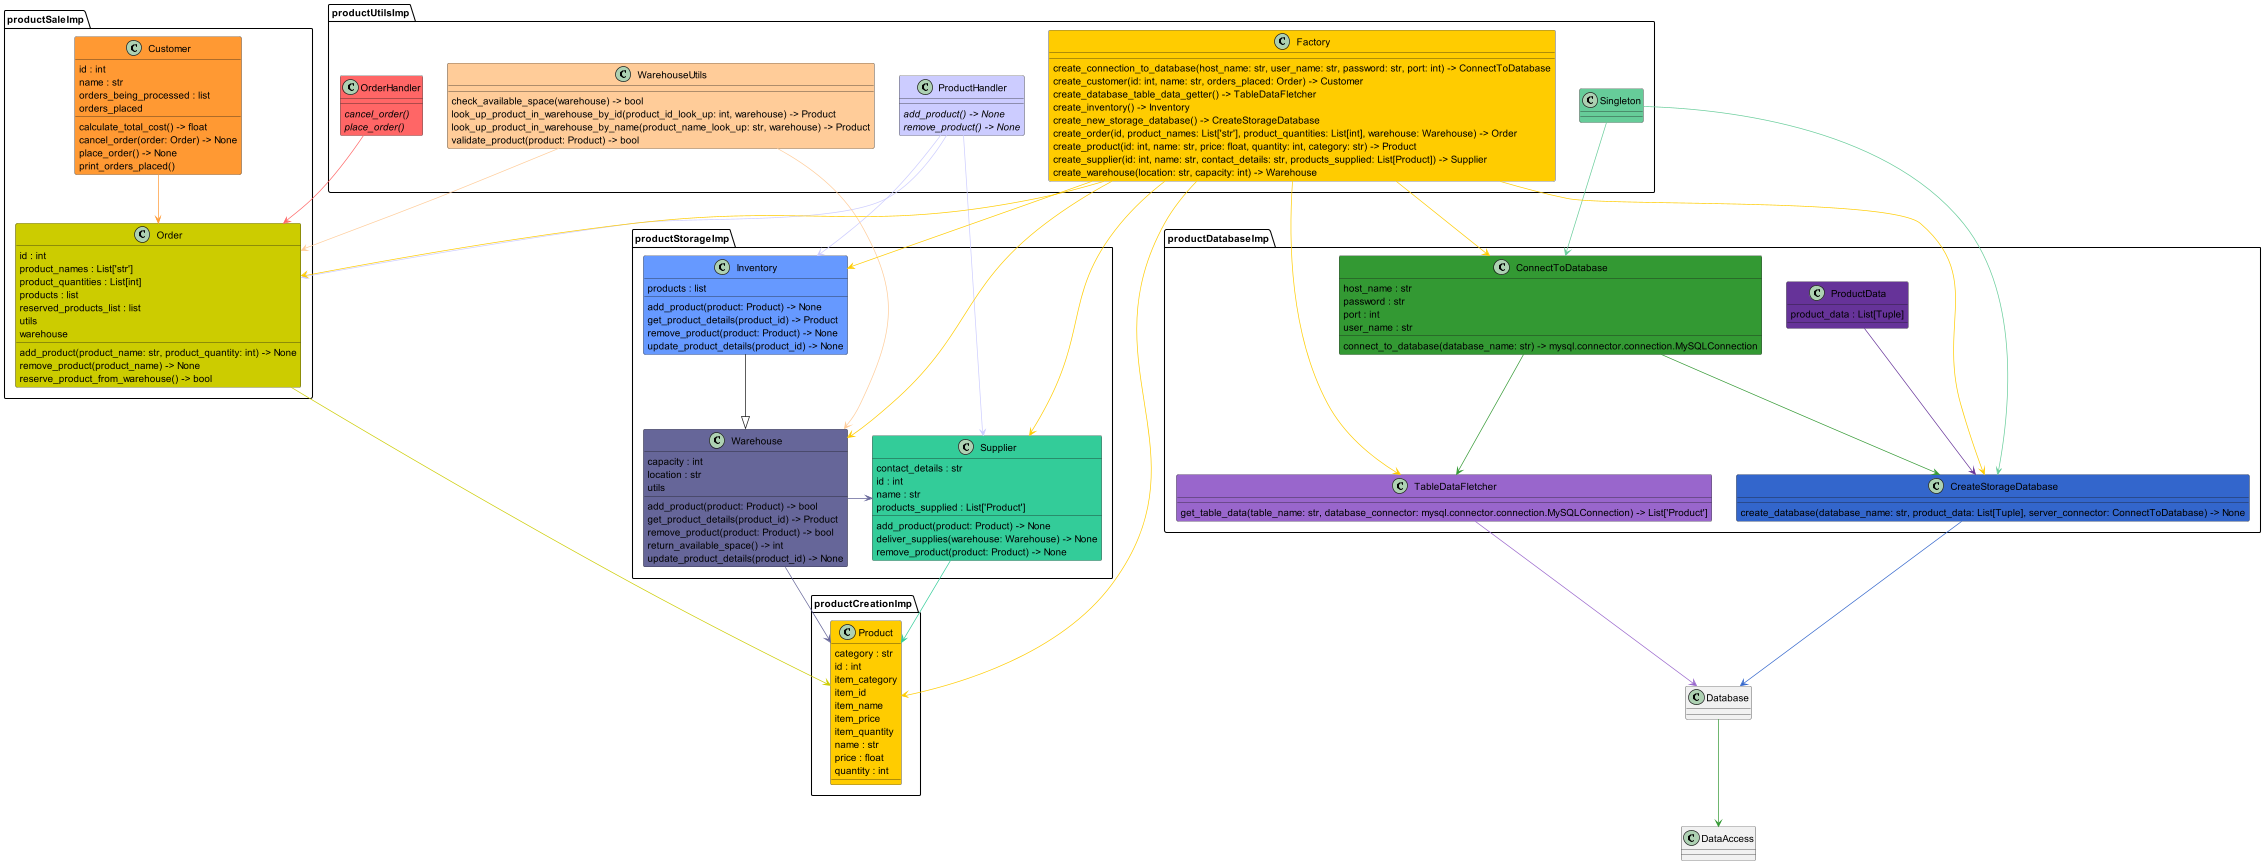 productSaleImp
C Customer
id : int
name : str
orders_being_processed : list
orders_placed
calculate_total_cost() -> float
cancel_order(order: Order) -> None
place_order() -> None
print_orders_placed()
C Order
id : int
product_names : List['str']
product_quantities : List[int]
products : list
reserved_products_list : list
utils
warehouse
add_product(product_name: str, product_quantity: int) -> None
remove_product(product_name) -> None
reserve_product_from_warehouse() -> bool
productUtilsImp
C OrderHandler
cancel_order()
place_order()
C WarehouseUtils
check_available_space(warehouse) -> bool
look_up_product_in_warehouse_by_id(product_id_look_up: int, warehouse) -> Product
look_up_product_in_warehouse_by_name(product_name_look_up: str, warehouse) -> Product
validate_product(product: Product) -> bool
C ProductHandler
add_product() -> None
remove_product() -> None
C Factory
create_connection_to_database(host_name: str, user_name: str, password: str, port: int) -> ConnectToDatabase
create_customer(id: int, name: str, orders_placed: Order) -> Customer
create_database_table_data_getter() -> TableDataFletcher
create_inventory() -> Inventory
create_new_storage_database() -> CreateStorageDatabase
create_order(id, product_names: List['str'], product_quantities: List[int], warehouse: Warehouse) -> Order
create_product(id: int, name: str, price: float, quantity: int, category: str) -> Product
create_supplier(id: int, name: str, contact_details: str, products_supplied: List[Product]) -> Supplier
create_warehouse(location: str, capacity: int) -> Warehouse
C Singleton
productStorageImp
C Inventory
products : list
add_product(product: Product) -> None
get_product_details(product_id) -> Product
remove_product(product: Product) -> None
update_product_details(product_id) -> None
C Warehouse
capacity : int
location : str
utils
add_product(product: Product) -> bool
get_product_details(product_id) -> Product
remove_product(product: Product) -> bool
return_available_space() -> int
update_product_details(product_id) -> None
C Supplier
contact_details : str
id : int
name : str
products_supplied : List['Product']
add_product(product: Product) -> None
deliver_supplies(warehouse: Warehouse) -> None
remove_product(product: Product) -> None
productDatabaseImp
C ConnectToDatabase
host_name : str
password : str
port : int
user_name : str
connect_to_database(database_name: str) -> mysql.connector.connection.MySQLConnection
C ProductData
product_data : List[Tuple]
C TableDataFletcher
get_table_data(table_name: str, database_connector: mysql.connector.connection.MySQLConnection) -> List['Product']
C CreateStorageDatabase
create_database(database_name: str, product_data: List[Tuple], server_connector: ConnectToDatabase) -> None
productCreationImp
C Product
category : str
id : int
item_category
item_id
item_name
item_price
item_quantity
name : str
price : float
quantity : int
C Database
C DataAccess